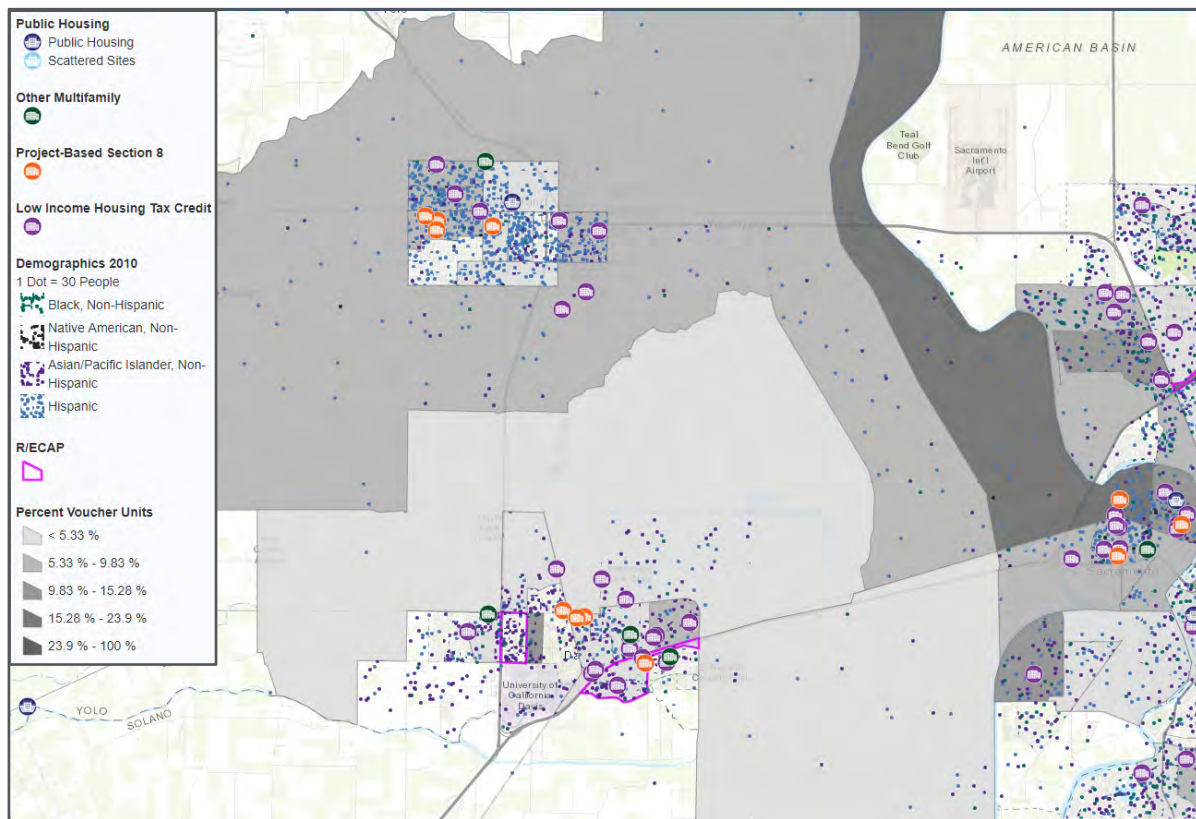 Public Housing
Public Housing
Scattered Sites
Other Multifamily
Project-Based Section 8
Low Income Housing Tax Credit
Demographics 2010
1 Dot = 30 People
Black, Non-Hispanic
Native American, Non-
Hispanic
Asian/Pacific Islander, Non-
Hispanic
Hispanic
R/ECAP
Percent Voucher Units
< 5.33 %
5.33 % - 9.83 %
9.83 % - 15.28 %
15.28 % - 23.9 %
23.9 % - 100 %
AMERICAN BASIN
Teal
Bend Golf
Club
Sacramento
Int'l
Airport
Sacramento
Da
University of
California
Davis
YOLO
SOLANO